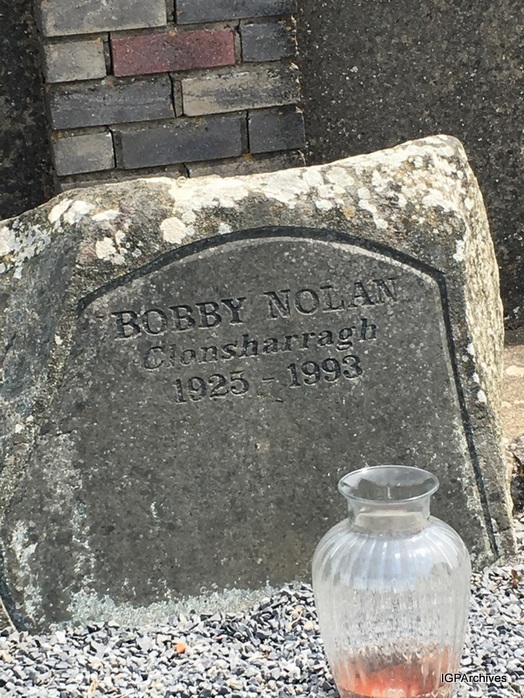 BOBBY NOLAN
Clonsharragh
1925 - 1993
IGPArchives